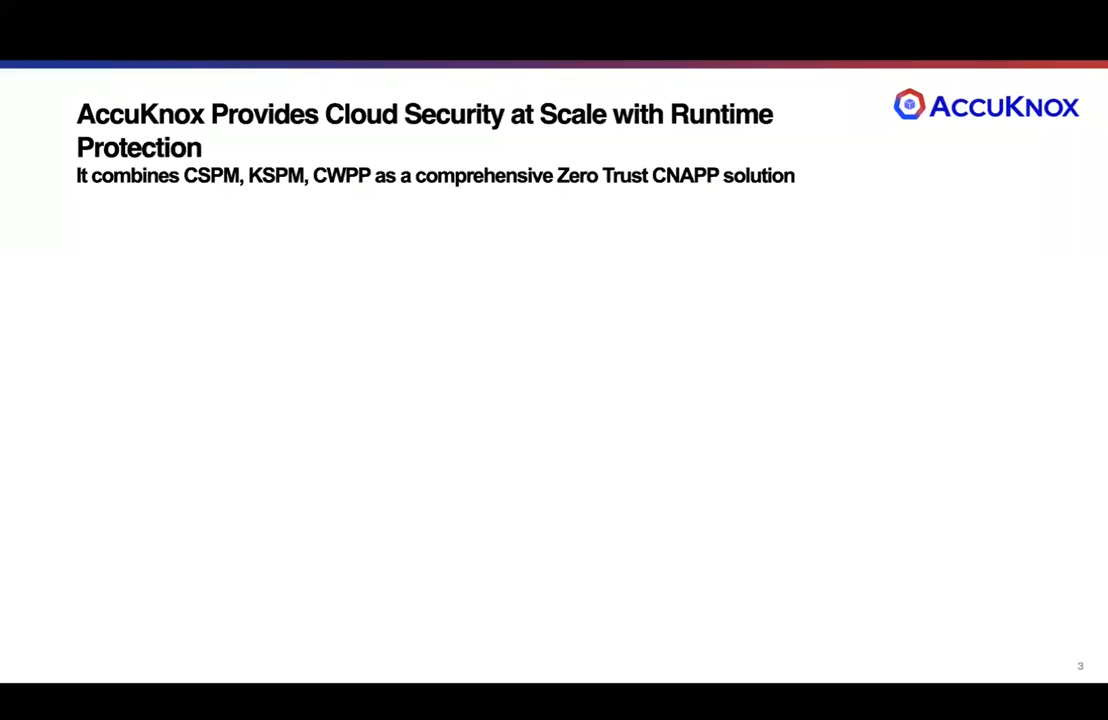 AccuKnox Provides Cloud Security at Scale with Runtime
Protection
It combines CSPM, KSPM, CWPP as a comprehensive Zero Trust CNAPP solution
ACCUKNOX
3